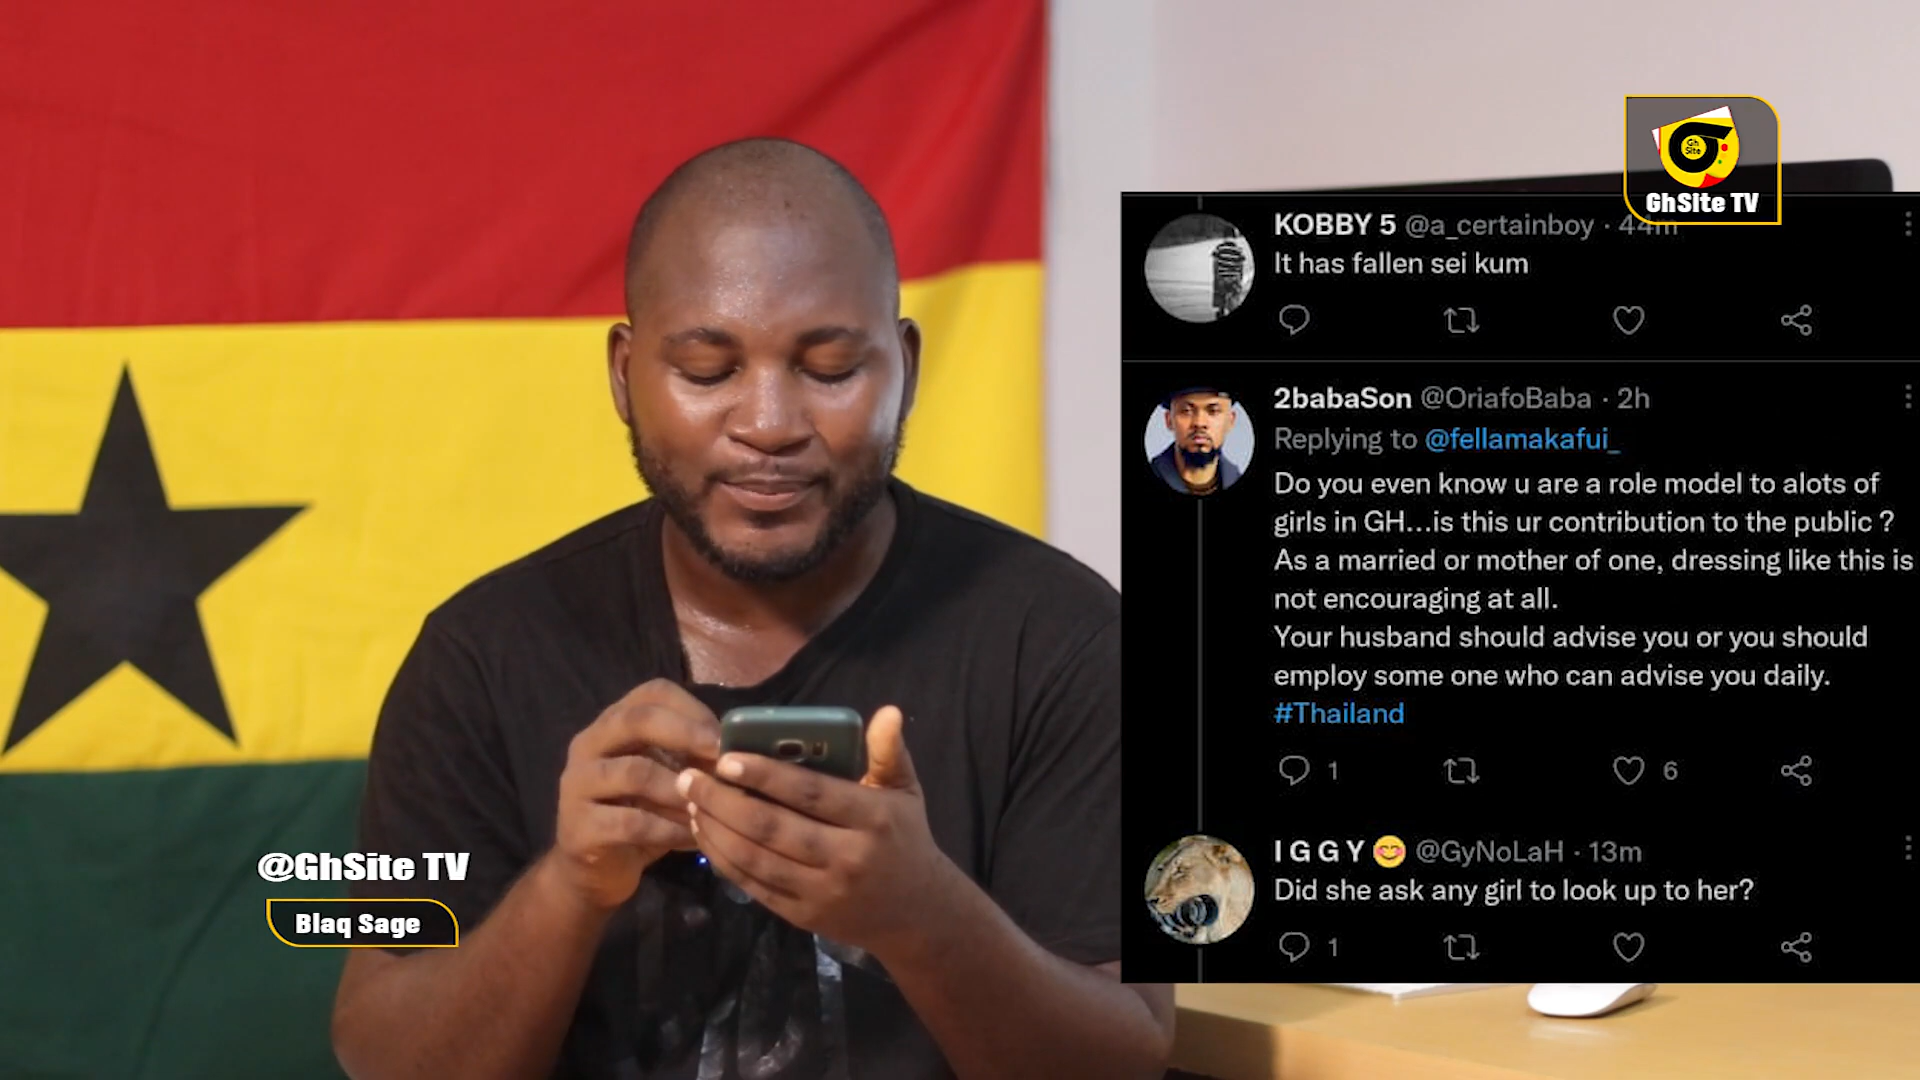 Gh
Site
GhSite TV
KOBBY 5 @a_certainboy · 44m
It has fallen sei kum
2babaSon @OriafoBaba · 2h
Replying to @fellamakafui_
Do you even know u are a role model to alots of
girls in GH...is this ur contribution to the public ?
As a married or mother of one, dressing like this is
not encouraging at all.
Your husband should advise you or you should
employ some one who can advise you daily.
#Thailand
1
6
I G G Y 😊 @GyNoLaH · 13m
Did she ask any girl to look up to her?
1
@GhSite TV
Blaq Sage